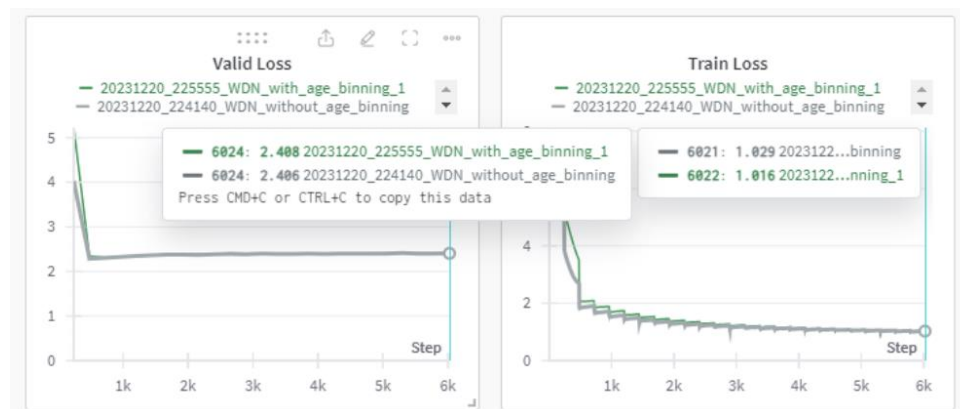 Valid Loss
20231220_225555_WDN_with_age_binning_1
20231220_224140_WDN_without_age_binning
6024: 2.408 20231220_225555_WDN_with_age_binning_1
6024: 2.406 20231220_224140_WDN_without_age_binning
Press CMD+C or CTRL+C to copy this data
5
4
3
2
1
0
Step
1k 2k 3k 4k 5k 6k
Train Loss
20231220_225555_WDN_with_age_binning_1
20231220_224140_WDN_without_age_binning
6021: 1.029 2023122...binning
6022: 1.016 2023122...nning_1
4
2
0
Step
1k 2k 3k 4k 5k 6k